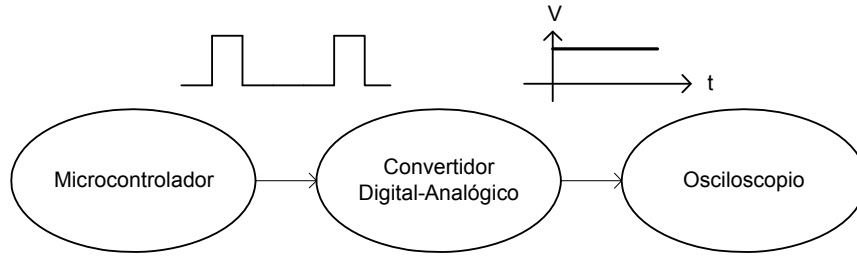 V
t
Microcontrolador
Convertidor
Digital-Analógico
Osciloscopio